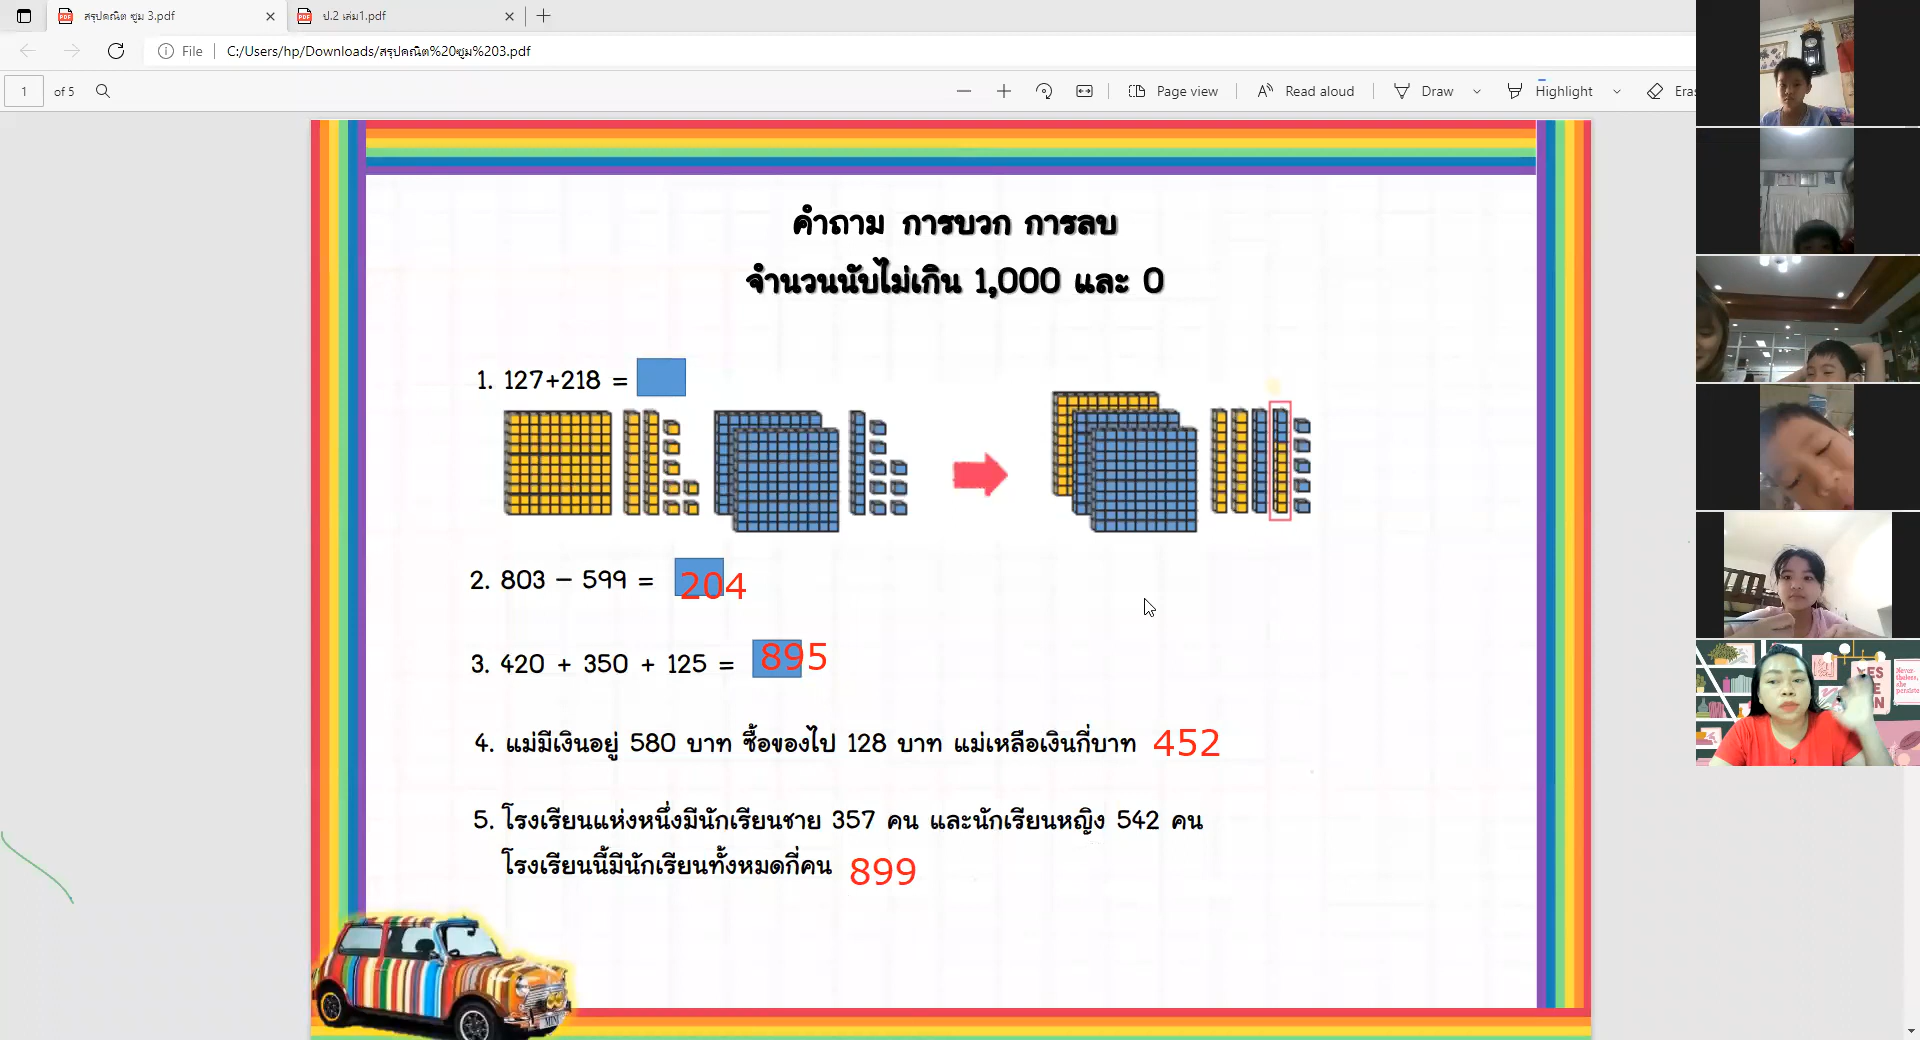 สรุปคณิต ซูม 3.pdf
ป.2 เล่ม1.pdf
File
C:/Users/hp/Downloads/สรุปคณิต%20ซูม%203.pdf
1 of 5
Page view
Read aloud
Draw
Highlight
Eras
คำถาม การบวก การลบ
จำนวนนับไม่เกิน 1,000 และ 0
1. 127+218 =
2. 803 – 599 = 204
3. 420 + 350 + 125 = 895
4. แม่มีเงินอยู่ 580 บาท ซื้อของไป 128 บาท แม่เหลือเงินกี่บาท 452
5. โรงเรียนแห่งหนึ่งมีนักเรียนชาย 357 คน และนักเรียนหญิง 542 คน
โรงเรียนนี้มีนักเรียนทั้งหมดกี่คน 899
MINI
YES
Never-
theless,
she
persisted